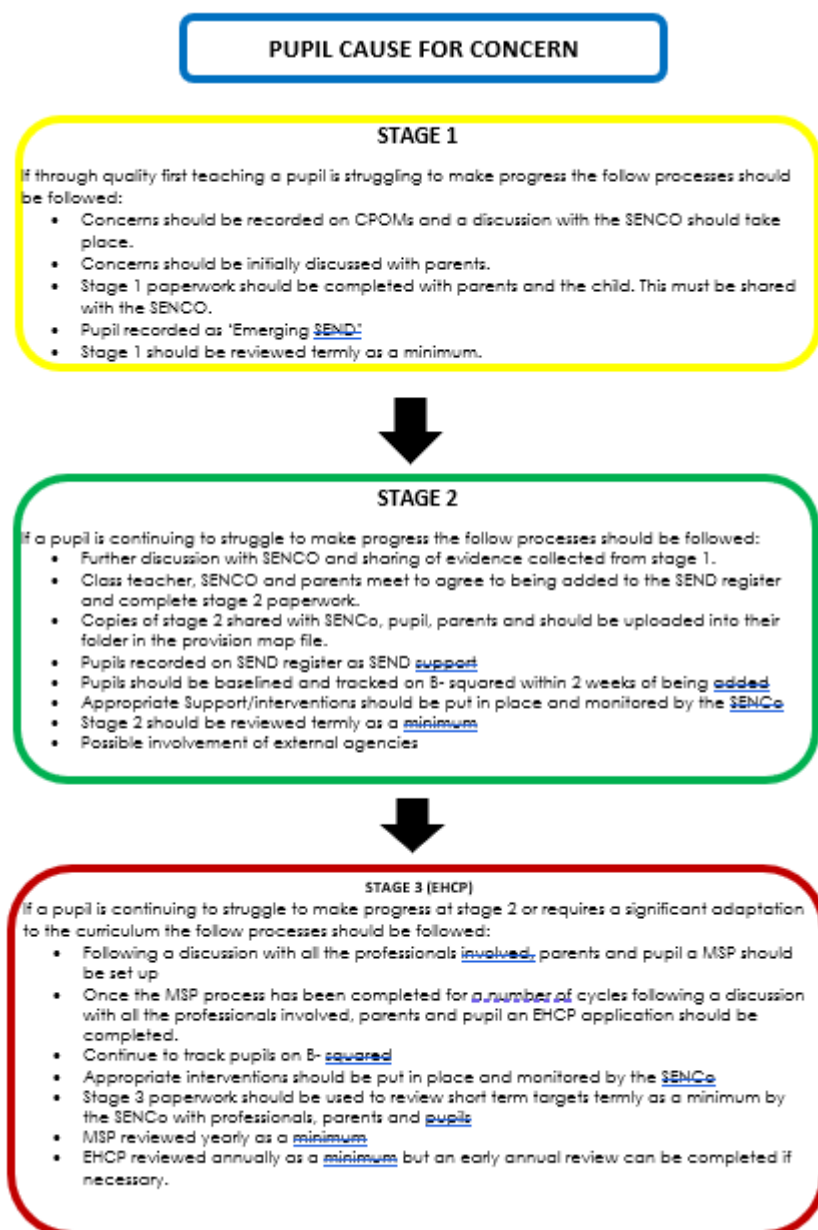 PUPIL CAUSE FOR CONCERN
STAGE 1
If through quality first teaching a pupil is struggling to make progress the follow processes should
be followed:
• Concerns should be recorded on CPOMs and a discussion with the SENCO should take
place.
• Concerns should be initially discussed with parents.
• Stage 1 paperwork should be completed with parents and the child. This must be shared
with the SENCO.
• Pupil recorded as "Emerging SEND"
• Stage 1 should be reviewed termly as a minimum.
STAGE 2
If a pupil is continuing to struggle to make progress the follow processes should be followed:
• Further discussion with SENCO and sharing of evidence collected from stage 1.
• Class teacher, SENCO and parents meet to agree to being added to the SEND register
and complete stage 2 paperwork.
• Copies of stage 2 shared with SENCo, pupil, parents and should be uploaded into their
folder in the provision map file.
• Pupils recorded on SEND register as SEND support
• Pupils should be baselined and tracked on B- squared within 2 weeks of being added
• Appropriate Support/interventions should be put in place and monitored by the SENCo
• Stage 2 should be reviewed termly as a minimum
• Possible involvement of external agencies
STAGE 3 (EHCP)
If a pupil is continuing to struggle to make progress at stage 2 or requires a significant adaptation
to the curriculum the follow processes should be followed:
• Following a discussion with all the professionals involved, parents and pupil a MSP should
be set up
• Once the MSP process has been completed for a number of cycles following a discussion
with all the professionals involved, parents and pupil an EHCP application should be
completed.
• Continue to track pupils on B- squared
• Appropriate interventions should be put in place and monitored by the SENCo
• Stage 3 paperwork should be used to review short term targets termly as a minimum by
the SENCo with professionals, parents and pupils
• MSP reviewed yearly as a minimum
• EHCP reviewed annually as a minimum but an early annual review can be completed if
necessary.